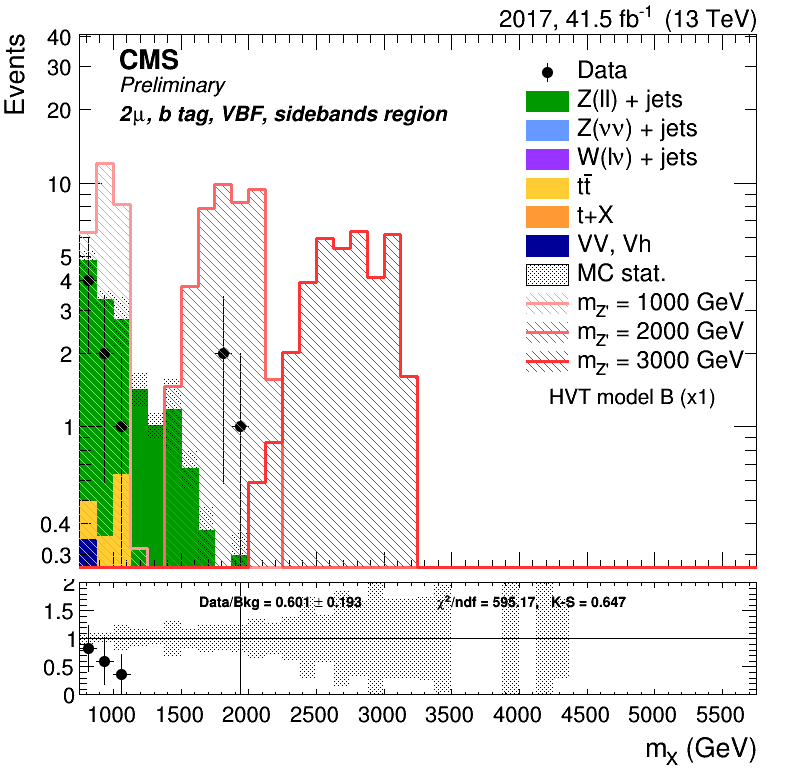 2017, 41.5 fb⁻¹ (13 TeV)
Events
CMS
Preliminary
2μ, b tag, VBF, sidebands region
Data
Z(ll) + jets
Z(νν) + jets
W(lν) + jets
tt̄
t+X
VV, Vh
MC stat.
m_Z' = 1000 GeV
m_Z' = 2000 GeV
m_Z' = 3000 GeV
HVT model B (x1)
40
30
20
10
5
4
3
2
1
0.4
0.3
Data/Bkg = 0.601 ± 0.193 χ²/ndf = 595.17, K-S = 0.647
2
1.5
1
0.5
0
1000 1500 2000 2500 3000 3500 4000 4500 5000 5500
m_X (GeV)